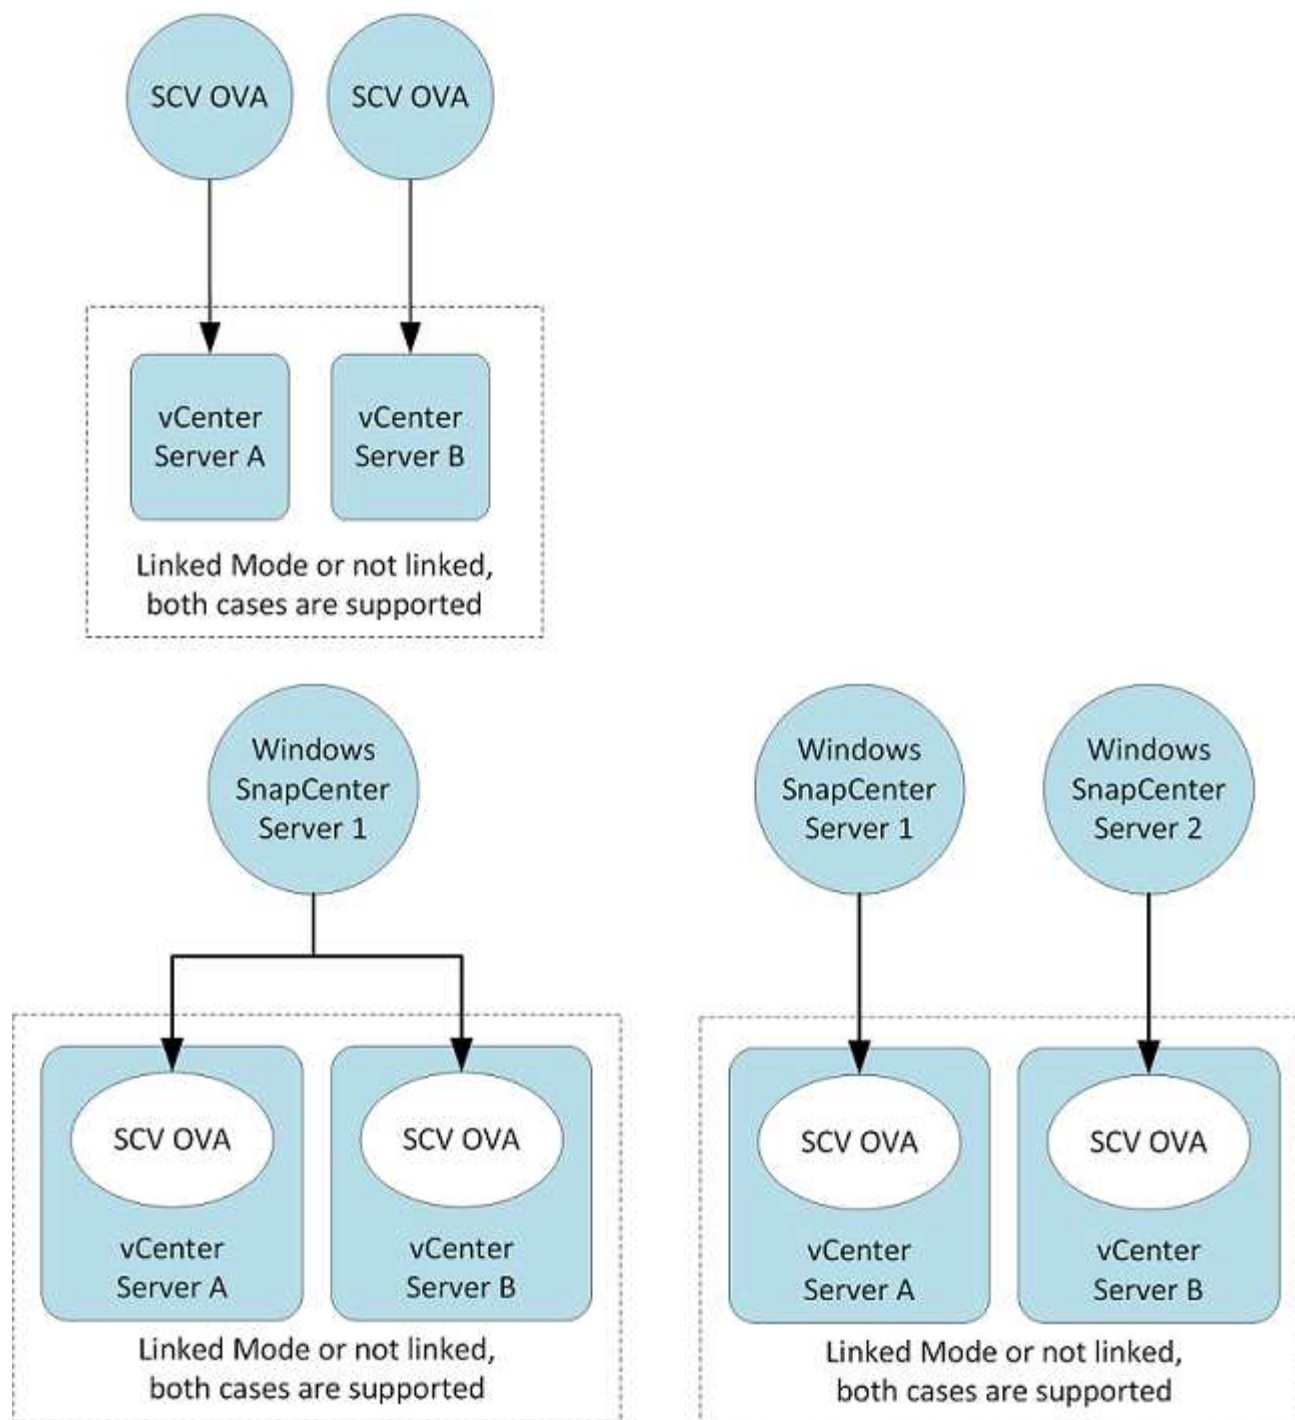 SCV OVA
SCV OVA
vCenter
Server A
vCenter
Server B
Linked Mode or not linked,
both cases are supported
Windows
SnapCenter
Server 1
SCV OVA
SCV OVA
vCenter
Server A
vCenter
Server B
Linked Mode or not linked,
both cases are supported
Windows
SnapCenter
Server 1
Windows
SnapCenter
Server 2
SCV OVA
SCV OVA
vCenter
Server A
vCenter
Server B
Linked Mode or not linked,
both cases are supported